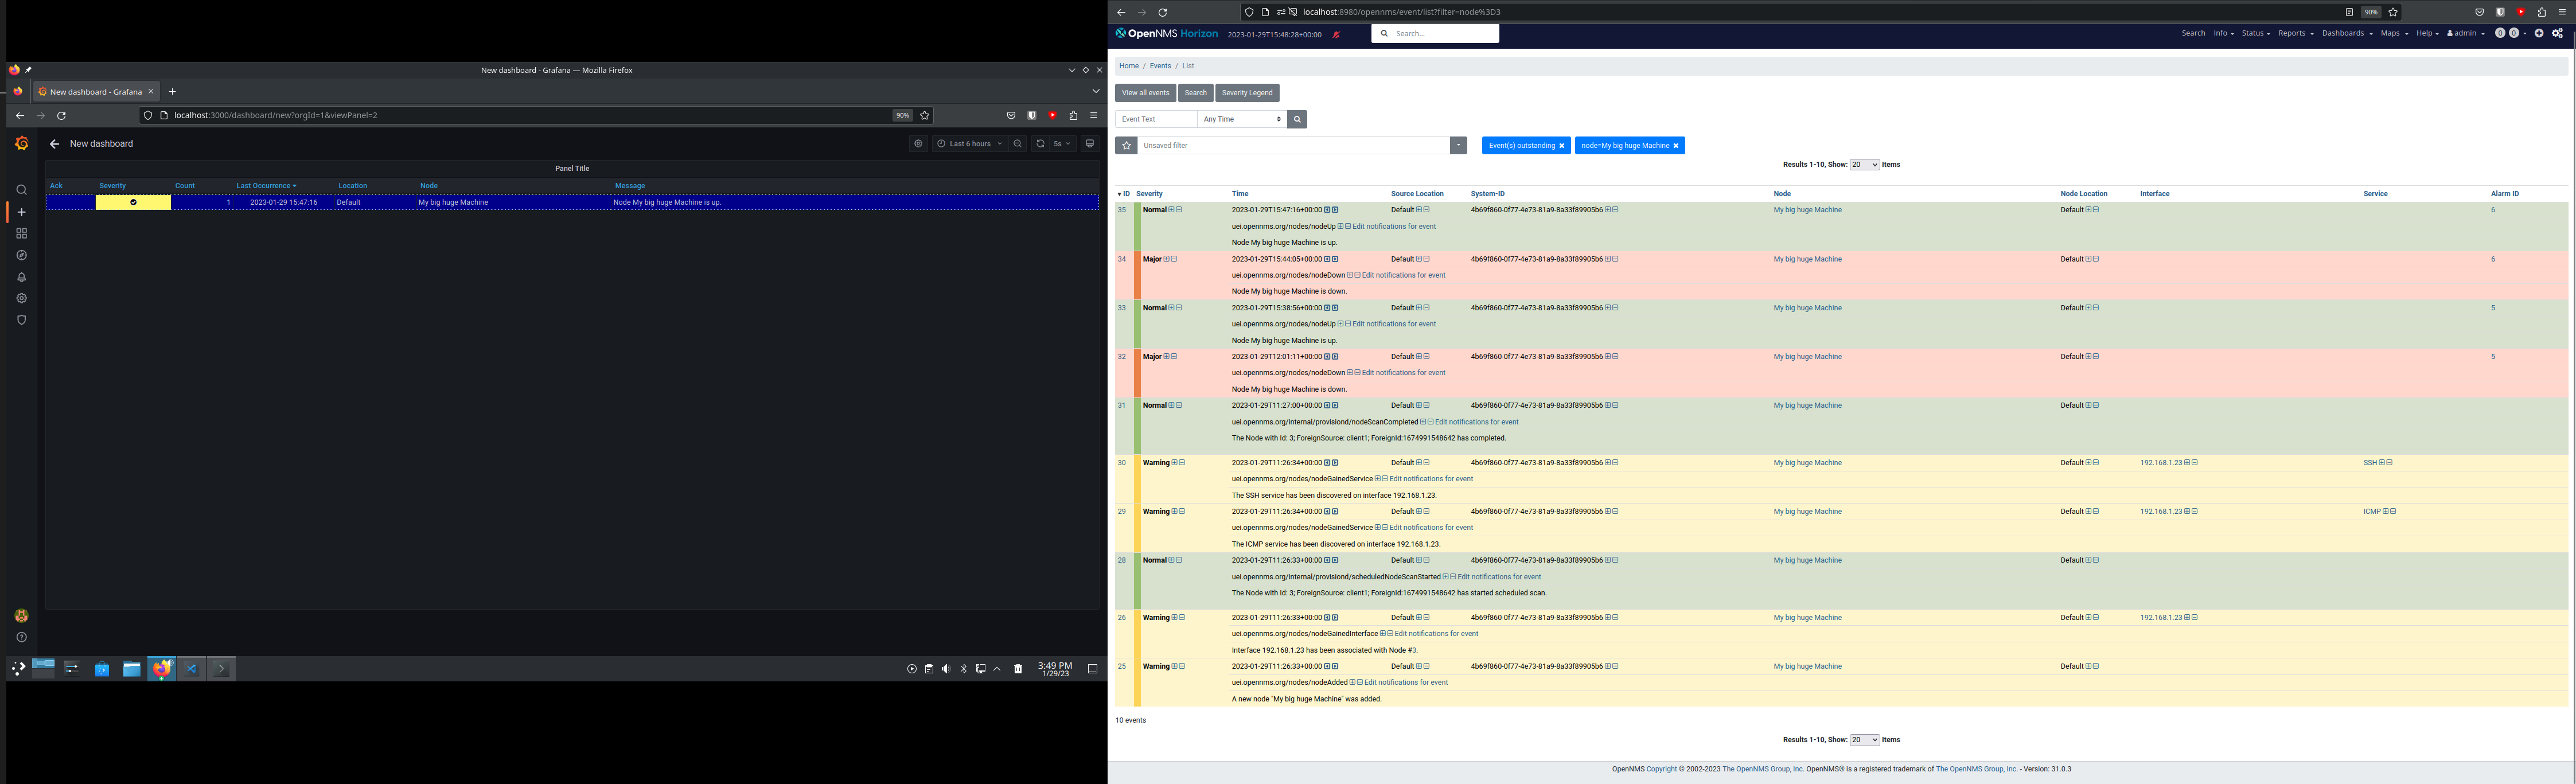 New dashboard - Grafana — Mozilla Firefox
New dashboard - Grafana
localhost:3000/dashboard/new?orgId=1&viewPanel=2
90%
New dashboard
Last 6 hours
5s
Panel Title
Ack Severity Count Last Occurrence Location Node Message
1 2023-01-29 15:47:16 Default My big huge Machine Node My big huge Machine is up.
3:49 PM
1/29/23
localhost:8980/opennms/event/list?filter=node%3D3
90%
OpenNMS Horizon 2023-01-29T15:48:28+00:00 Search... Search Info Status Reports Dashboards Maps Help admin 0 0
Home / Events / List
View all events Search Severity Legend
Event Text Any Time
Unsaved filter Event(s) outstanding node=My big huge Machine
Results 1-10, Show: 20 Items
ID Severity Time Source Location System-ID Node Node Location Interface Service Alarm ID
35 Normal 2023-01-29T15:47:16+00:00 Default 4b69f860-0f77-4e73-81a9-8a33f89905b6 My big huge Machine Default 6
uei.opennms.org/nodes/nodeUp Edit notifications for event
Node My big huge Machine is up.
34 Major 2023-01-29T15:44:05+00:00 Default 4b69f860-0f77-4e73-81a9-8a33f89905b6 My big huge Machine Default 6
uei.opennms.org/nodes/nodeDown Edit notifications for event
Node My big huge Machine is down.
33 Normal 2023-01-29T15:38:56+00:00 Default 4b69f860-0f77-4e73-81a9-8a33f89905b6 My big huge Machine Default 5
uei.opennms.org/nodes/nodeUp Edit notifications for event
Node My big huge Machine is up.
32 Major 2023-01-29T12:01:11+00:00 Default 4b69f860-0f77-4e73-81a9-8a33f89905b6 My big huge Machine Default 5
uei.opennms.org/nodes/nodeDown Edit notifications for event
Node My big huge Machine is down.
31 Normal 2023-01-29T11:27:00+00:00 Default 4b69f860-0f77-4e73-81a9-8a33f89905b6 My big huge Machine Default
uei.opennms.org/internal/provisiond/nodeScanCompleted Edit notifications for event
The Node with Id: 3; ForeignSource: client1; ForeignId:1674991548642 has completed.
30 Warning 2023-01-29T11:26:34+00:00 Default 4b69f860-0f77-4e73-81a9-8a33f89905b6 My big huge Machine Default 192.168.1.23 SSH
uei.opennms.org/nodes/nodeGainedService Edit notifications for event
The SSH service has been discovered on interface 192.168.1.23.
29 Warning 2023-01-29T11:26:34+00:00 Default 4b69f860-0f77-4e73-81a9-8a33f89905b6 My big huge Machine Default 192.168.1.23 ICMP
uei.opennms.org/nodes/nodeGainedService Edit notifications for event
The ICMP service has been discovered on interface 192.168.1.23.
28 Normal 2023-01-29T11:26:33+00:00 Default 4b69f860-0f77-4e73-81a9-8a33f89905b6 My big huge Machine Default
uei.opennms.org/internal/provisiond/scheduledNodeScanStarted Edit notifications for event
The Node with Id: 3; ForeignSource: client1; ForeignId:1674991548642 has started scheduled scan.
26 Warning 2023-01-29T11:26:33+00:00 Default 4b69f860-0f77-4e73-81a9-8a33f89905b6 My big huge Machine Default 192.168.1.23
uei.opennms.org/nodes/nodeGainedInterface Edit notifications for event
Interface 192.168.1.23 has been associated with Node #3.
25 Warning 2023-01-29T11:26:33+00:00 Default 4b69f860-0f77-4e73-81a9-8a33f89905b6 My big huge Machine Default
uei.opennms.org/nodes/nodeAdded Edit notifications for event
A new node "My big huge Machine" was added.
10 events
Results 1-10, Show: 20 Items
OpenNMS Copyright © 2002-2023 The OpenNMS Group, Inc. OpenNMS® is a registered trademark of The OpenNMS Group, Inc. - Version: 31.0.3